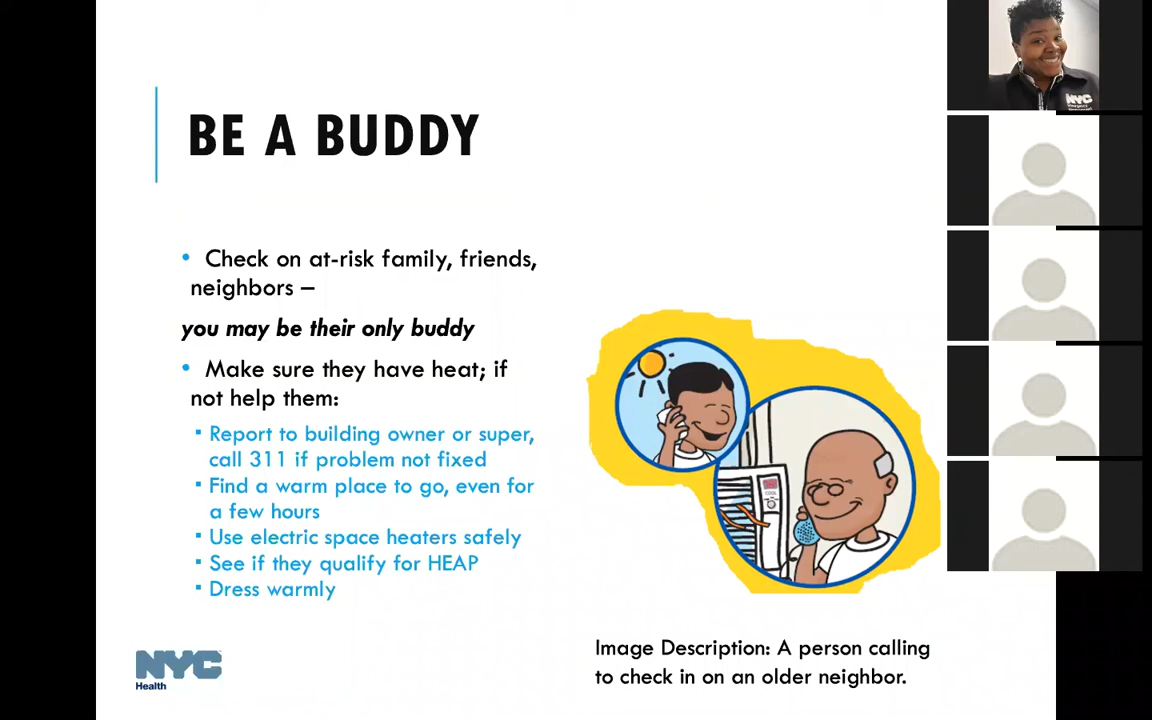 BE A BUDDY
• Check on at-risk family, friends,
neighbors –
you may be their only buddy
• Make sure they have heat; if
not help them:
▪ Report to building owner or super,
call 311 if problem not fixed
▪ Find a warm place to go, even for
a few hours
▪ Use electric space heaters safely
▪ See if they qualify for HEAP
▪ Dress warmly
COOL
NYC
Health
Image Description: A person calling
to check in on an older neighbor.
NYC